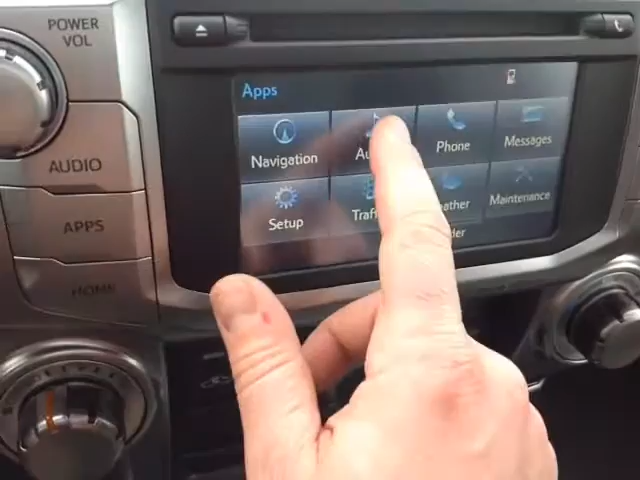 POWER
VOL
Apps
Navigation
Phone
Messages
AUDIO
APPS
Setup
Maintenance
HOME